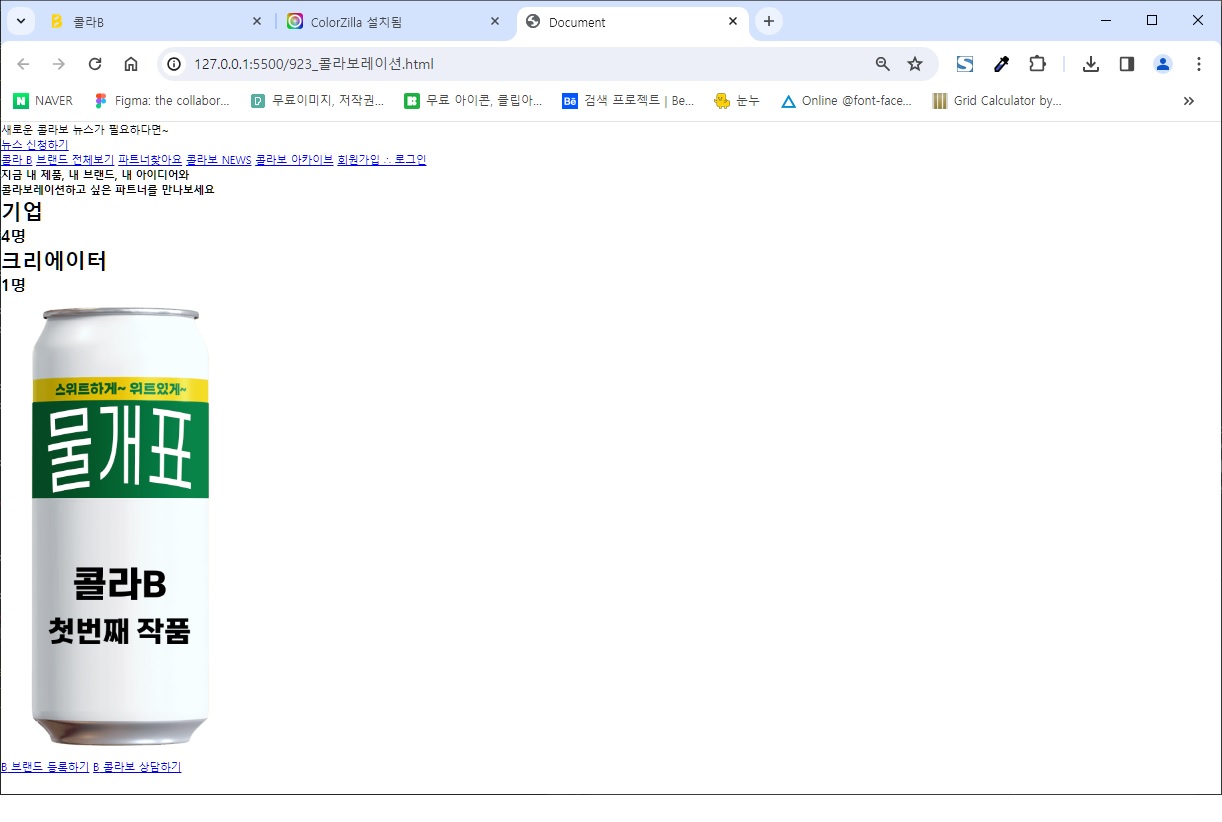 콜라B
ColorZilla 설치됨
Document
127.0.0.1:5500/923_콜라보레이션.html
NAVER
Figma: the collabor...
무료이미지, 저작권...
무료 아이콘, 클립아...
Bē 검색 프로젝트 | Be...
눈누
Online @font-face...
Grid Calculator by...
새로운 콜라보 뉴스가 필요하다면~
뉴스 신청하기
콜라 B 브랜드 전체보기 파트너찾아요 콜라보 NEWS 콜라보 아카이브 회원가입 ∴ 로그인
지금 내 제품, 내 브랜드, 내 아이디어와
콜라보레이션하고 싶은 파트너를 만나보세요
기업
4명
크리에이터
1명
스위트하게~ 위트있게~
물개표
콜라B
첫번째 작품
B 브랜드 등록하기 B 콜라보 상담하기